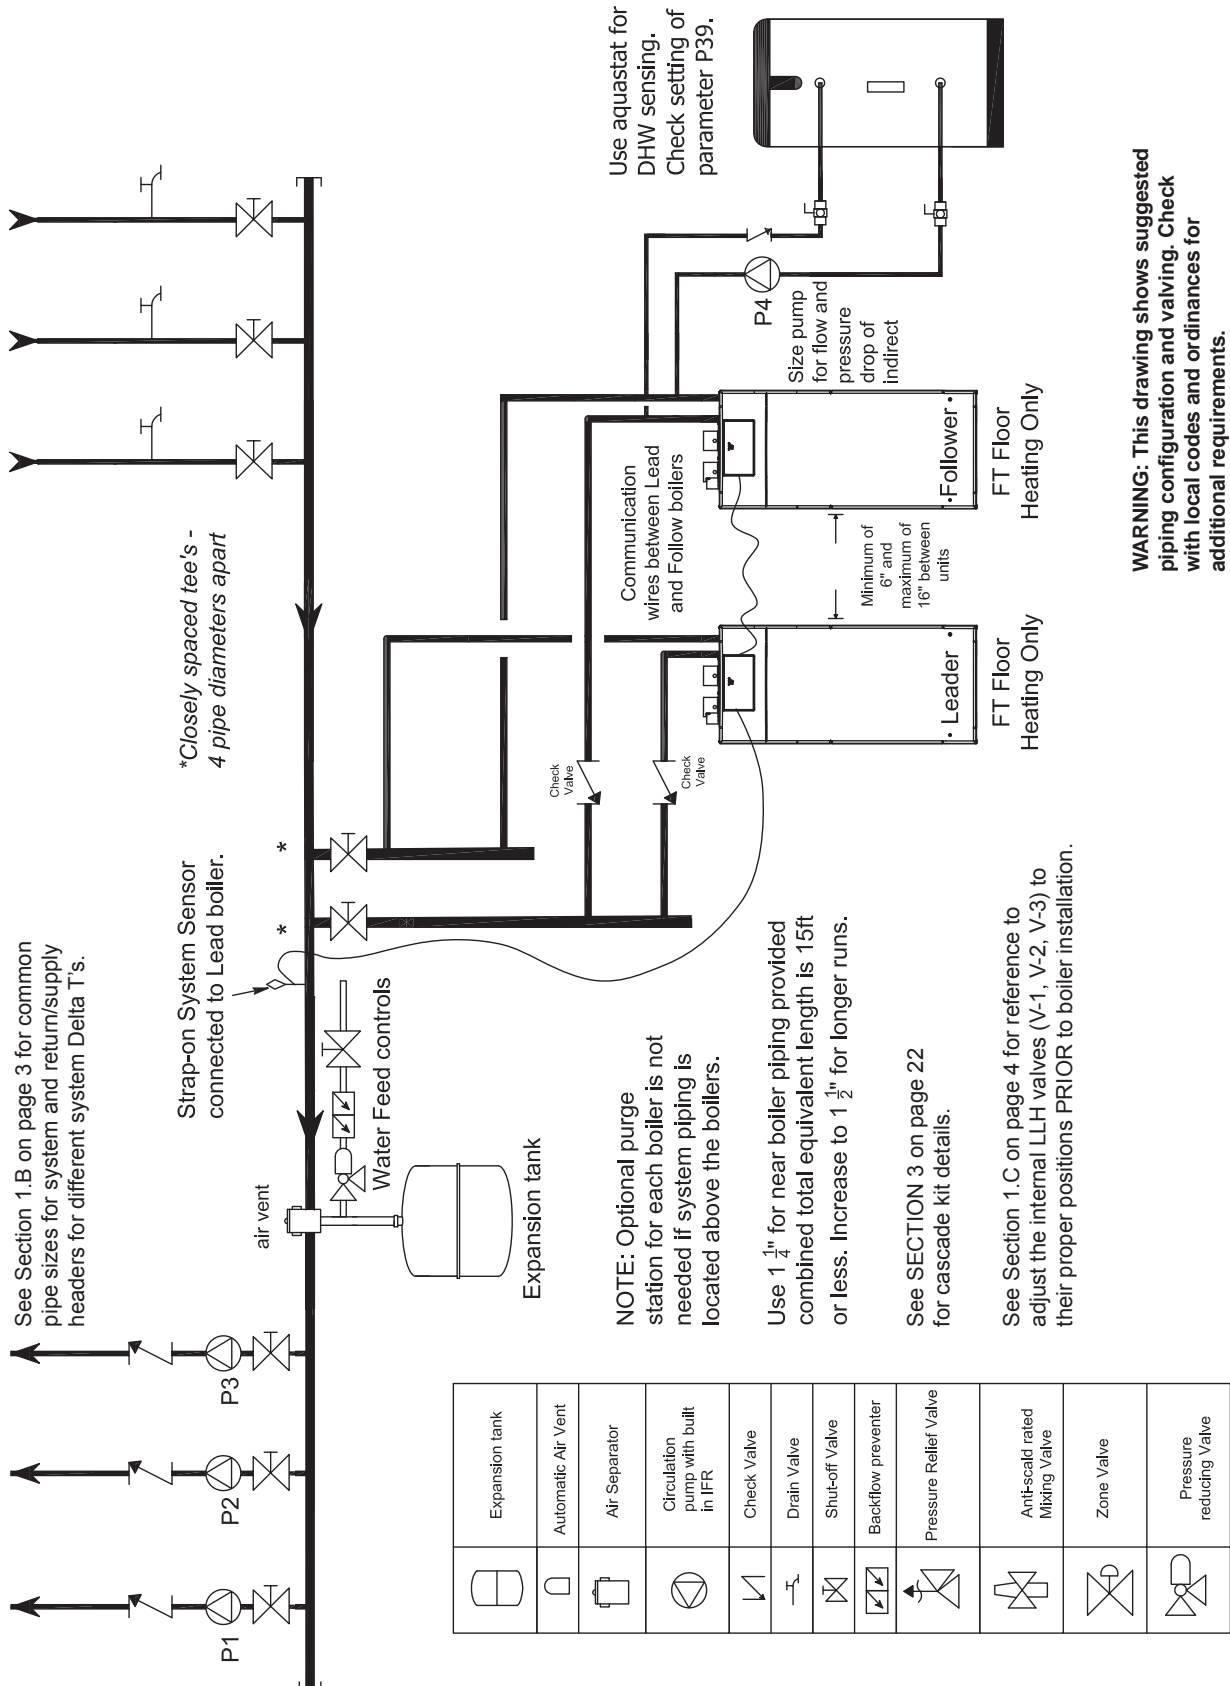 See Section 1.B on page 3 for common
pipe sizes for system and return/supply
headers for different system Delta T's.
P1
P2
P3
air vent
Strap-on System Sensor
connected to Lead boiler.
*
*
*Closely spaced tee's -
4 pipe diameters apart
Water Feed controls
Expansion tank
Check
Valve
Check
Valve
Communication
wires between Lead
and Follow boilers
Use aquastat for
DHW sensing.
Check setting of
parameter P39.
P4
Size pump
for flow and
pressure
drop of
indirect
Leader
FT Floor
Heating Only
Minimum of
6" and
maximum of
16" between
units
Follower
FT Floor
Heating Only
NOTE: Optional purge
station for each boiler is not
needed if system piping is
located above the boilers.
Use 1 1/4" for near boiler piping provided
combined total equivalent length is 15ft
or less. Increase to 1 1/2" for longer runs.
See SECTION 3 on page 22
for cascade kit details.
See Section 1.C on page 4 for reference to
adjust the internal LLH valves (V-1, V-2, V-3) to
their proper positions PRIOR to boiler installation.
WARNING: This drawing shows suggested
piping configuration and valving. Check
with local codes and ordinances for
additional requirements.
Expansion tank
Automatic Air Vent
Air Separator
Circulation
pump with built
in IFR
Check Valve
Drain Valve
Shut-off Valve
Backflow preventer
Pressure Relief Valve
Anti-scald rated
Mixing Valve
Zone Valve
Pressure
reducing Valve